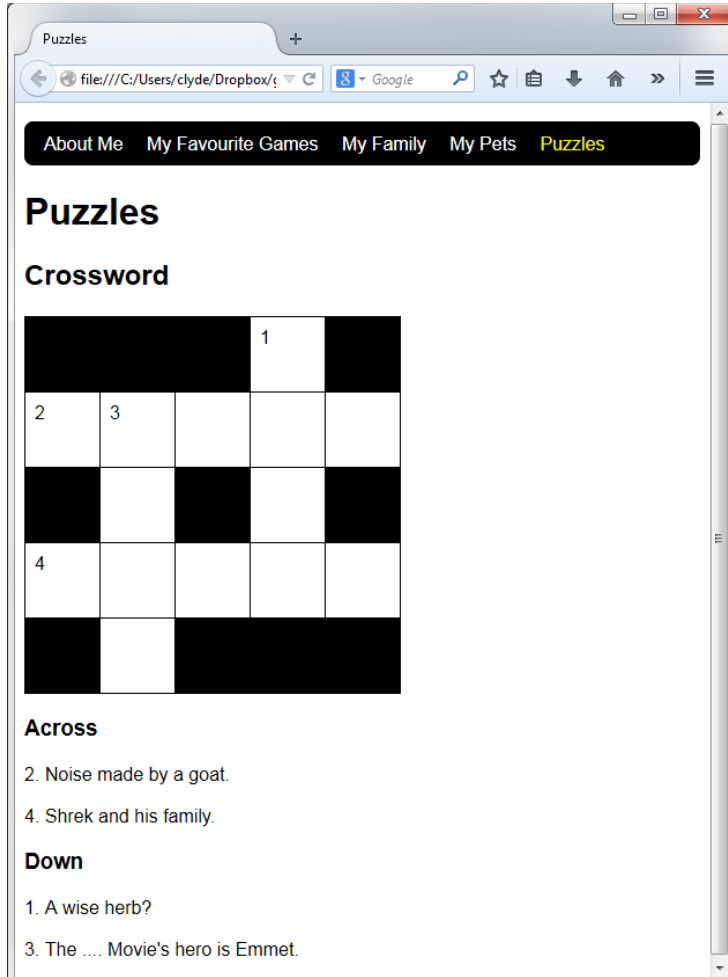 Puzzles
file:///C:/Users/clyde/Dropbox/g
8 Google
About Me My Favourite Games My Family My Pets Puzzles
Puzzles
Crossword
1
2 3
4
Across
2. Noise made by a goat.
4. Shrek and his family.
Down
1. A wise herb?
3. The .... Movie's hero is Emmet.